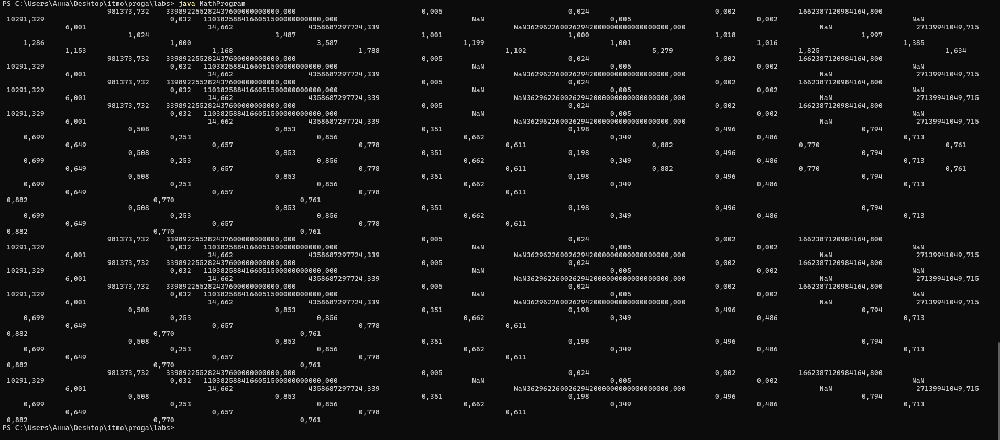 PS C:\Users\Анна\Desktop\itmo\proga\labs> java MathProgram
981373,732 339892255282437600000000000,000 0,005 0,024 0,002 1662387120984164,800
10291,329 0,032 1103825884166051500000000000,000 NaN 0,005 0,002 NaN
6,001 14,662 4358687297724,339 NaN3629622600262942000000000000000000,000 NaN 27139941049,715
1,024 3,487 1,001 1,000 1,018 1,997
1,286 1,000 3,587 1,199 1,001 1,016 1,385
1,153 1,168 1,788 1,102 5,279 1,825 1,634
981373,732 339892255282437600000000000,000 0,005 0,024 0,002 1662387120984164,800
10291,329 0,032 1103825884166051500000000000,000 NaN 0,005 0,002 NaN
6,001 14,662 4358687297724,339 NaN3629622600262942000000000000000000,000 NaN 27139941049,715
981373,732 339892255282437600000000000,000 0,005 0,024 0,002 1662387120984164,800
10291,329 0,032 1103825884166051500000000000,000 NaN 0,005 0,002 NaN
6,001 14,662 4358687297724,339 NaN3629622600262942000000000000000000,000 NaN 27139941049,715
981373,732 339892255282437600000000000,000 0,005 0,024 0,002 1662387120984164,800
10291,329 0,032 1103825884166051500000000000,000 NaN 0,005 0,002 NaN
6,001 14,662 4358687297724,339 NaN3629622600262942000000000000000000,000 NaN 27139941049,715
0,508 0,853 0,351 0,198 0,496 0,794
0,699 0,253 0,856 0,662 0,349 0,486 0,713
0,649 0,657 0,778 0,611 0,882 0,770 0,761
0,508 0,853 0,351 0,198 0,496 0,794
0,699 0,253 0,856 0,662 0,349 0,486 0,713
0,649 0,657 0,778 0,611 0,882 0,770 0,761
0,508 0,853 0,351 0,198 0,496 0,794
0,699 0,253 0,856 0,662 0,349 0,486 0,713
0,649 0,657 0,778 0,611
0,882 0,770 0,761
0,508 0,853 0,351 0,198 0,496 0,794
0,699 0,253 0,856 0,662 0,349 0,486 0,713
0,649 0,657 0,778 0,611
0,882 0,770 0,761
981373,732 339892255282437600000000000,000 0,005 0,024 0,002 1662387120984164,800
10291,329 0,032 1103825884166051500000000000,000 NaN 0,005 0,002 NaN
6,001 14,662 4358687297724,339 NaN3629622600262942000000000000000000,000 NaN 27139941049,715
981373,732 339892255282437600000000000,000 0,005 0,024 0,002 1662387120984164,800
10291,329 0,032 1103825884166051500000000000,000 NaN 0,005 0,002 NaN
6,001 14,662 4358687297724,339 NaN3629622600262942000000000000000000,000 NaN 27139941049,715
981373,732 339892255282437600000000000,000 0,005 0,024 0,002 1662387120984164,800
10291,329 0,032 1103825884166051500000000000,000 NaN 0,005 0,002 NaN
6,001 14,662 4358687297724,339 NaN3629622600262942000000000000000000,000 NaN 27139941049,715
0,508 0,853 0,351 0,198 0,496 0,794
0,699 0,253 0,856 0,662 0,349 0,486 0,713
0,649 0,657 0,778 0,611
0,882 0,770 0,761
0,508 0,853 0,351 0,198 0,496 0,794
0,699 0,253 0,856 0,662 0,349 0,486 0,713
0,649 0,657 0,778 0,611
0,882 0,770 0,761
981373,732 339892255282437600000000000,000 0,005 0,024 0,002 1662387120984164,800
10291,329 0,032 1103825884166051500000000000,000 NaN 0,005 0,002 NaN
6,001 14,662 4358687297724,339 NaN3629622600262942000000000000000000,000 NaN 27139941049,715
0,508 0,853 0,351 0,198 0,496 0,794
0,699 0,253 0,856 0,662 0,349 0,486 0,713
0,649 0,657 0,778 0,611
0,882 0,770 0,761
PS C:\Users\Анна\Desktop\itmo\proga\labs>